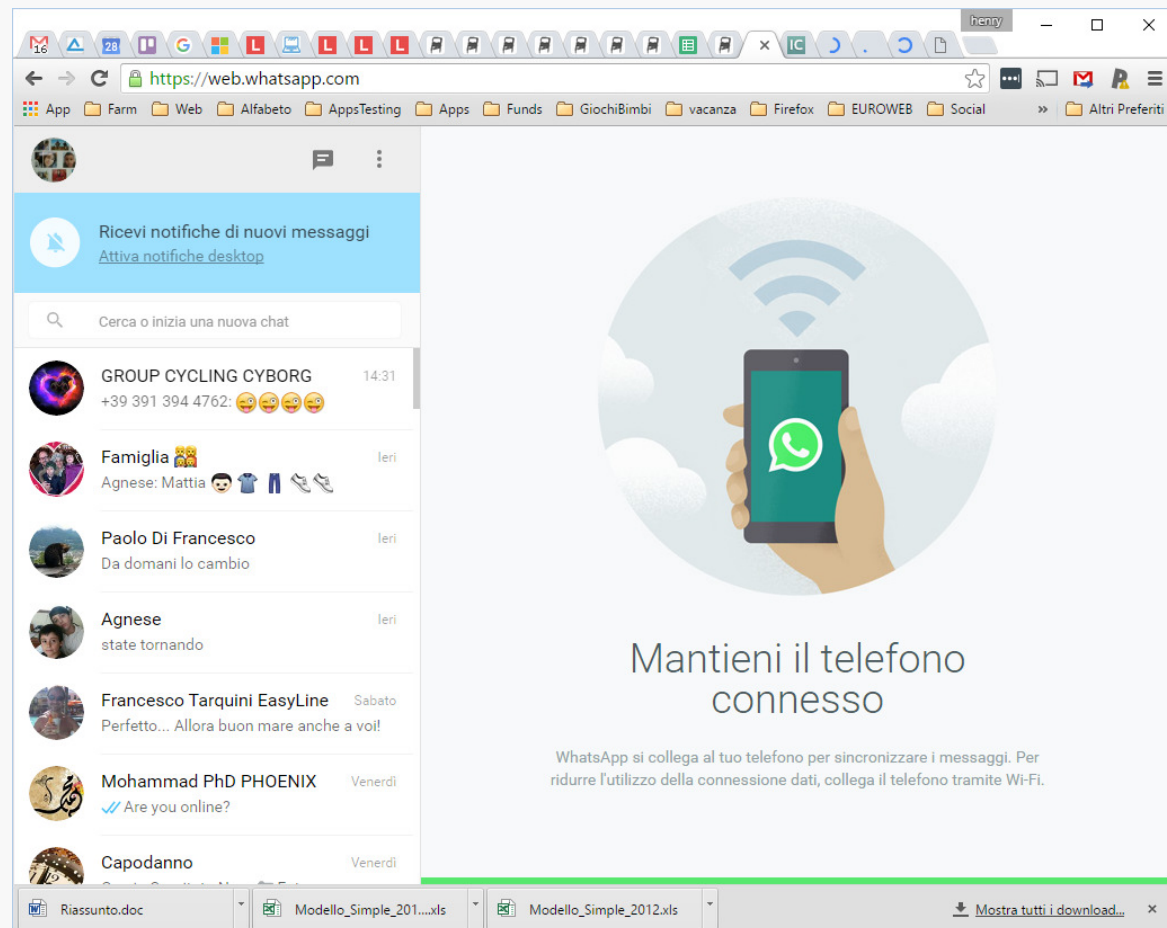 henry
16
28
G
L
L
L
L
IC
https://web.whatsapp.com
App Farm Web Alfabeto AppsTesting Apps Funds GiochiBimbi vacanza Firefox EUROWEB Social » Altri Preferiti
Ricevi notifiche di nuovi messaggi
Attiva notifiche desktop
Cerca o inizia una nuova chat
GROUP CYCLING CYBORG 14:31
+39 391 394 4762: 😜😜😜😜
Famiglia Ieri
Agnese: Mattia
Paolo Di Francesco Ieri
Da domani lo cambio
Agnese Ieri
state tornando
Francesco Tarquini EasyLine Sabato
Perfetto... Allora buon mare anche a voi!
Mohammad PhD PHOENIX Venerdì
Are you online?
Capodanno Venerdì
Mantieni il telefono
connesso
WhatsApp si collega al tuo telefono per sincronizzare i messaggi. Per
ridurre l'utilizzo della connessione dati, collega il telefono tramite Wi-Fi.
Riassunto.doc Modello_Simple_201....xls Modello_Simple_2012.xls Mostra tutti i download...